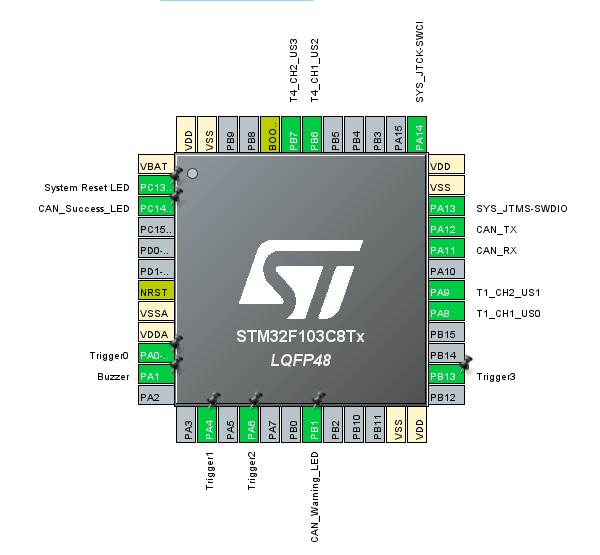 T4_CH2_US3
T4_CH1_US2
SYS_JTCK-SWCI
VDD
VSS
PB9
PB8
BOO..
PB7
PB6
PB5
PB4
PB3
PA15
PA14
VBAT
VDD
System Reset LED
PC13..
VSS
CAN_Success_LED
PC14..
PA13
SYS_JTMS-SWDIO
PC15..
PA12
CAN_TX
PD0-..
PA11
CAN_RX
PD1-..
PA10
NRST
PA9
T1_CH2_US1
VSSA
PA8
T1_CH1_US0
VDDA
PB15
Trigger0
PA0-..
PB14
Buzzer
PA1
PB13
Trigger3
PA2
PB12
STM32F103C8Tx
LQFP48
PA3
PA4
PA5
PA6
PA7
PB0
PB1
PB2
PB10
PB11
VSS
VDD
Trigger1
Trigger2
CAN_Warning_LED